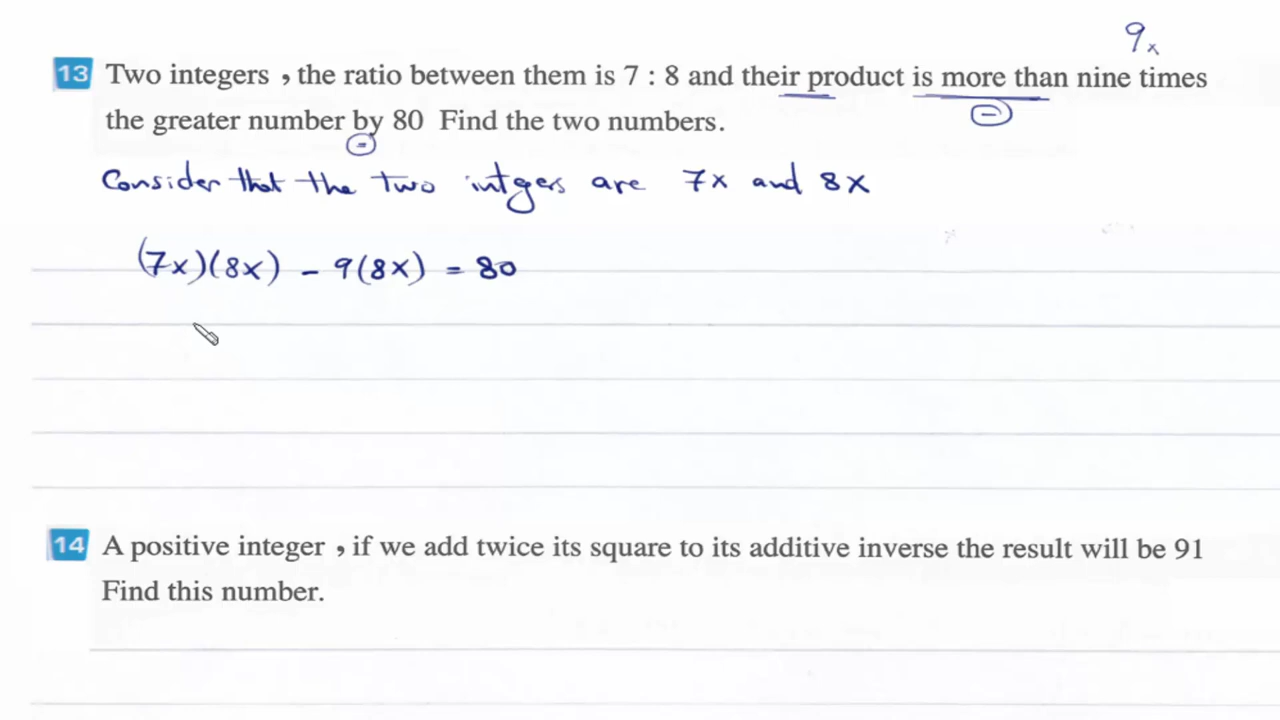 9x
13 Two integers , the ratio between them is 7 : 8 and their product is more than nine times
the greater number by 80 Find the two numbers.
Consider that the two intgers are 7x and 8x
(7x)(8x) - 9(8x) = 80
14 A positive integer , if we add twice its square to its additive inverse the result will be 91
Find this number.